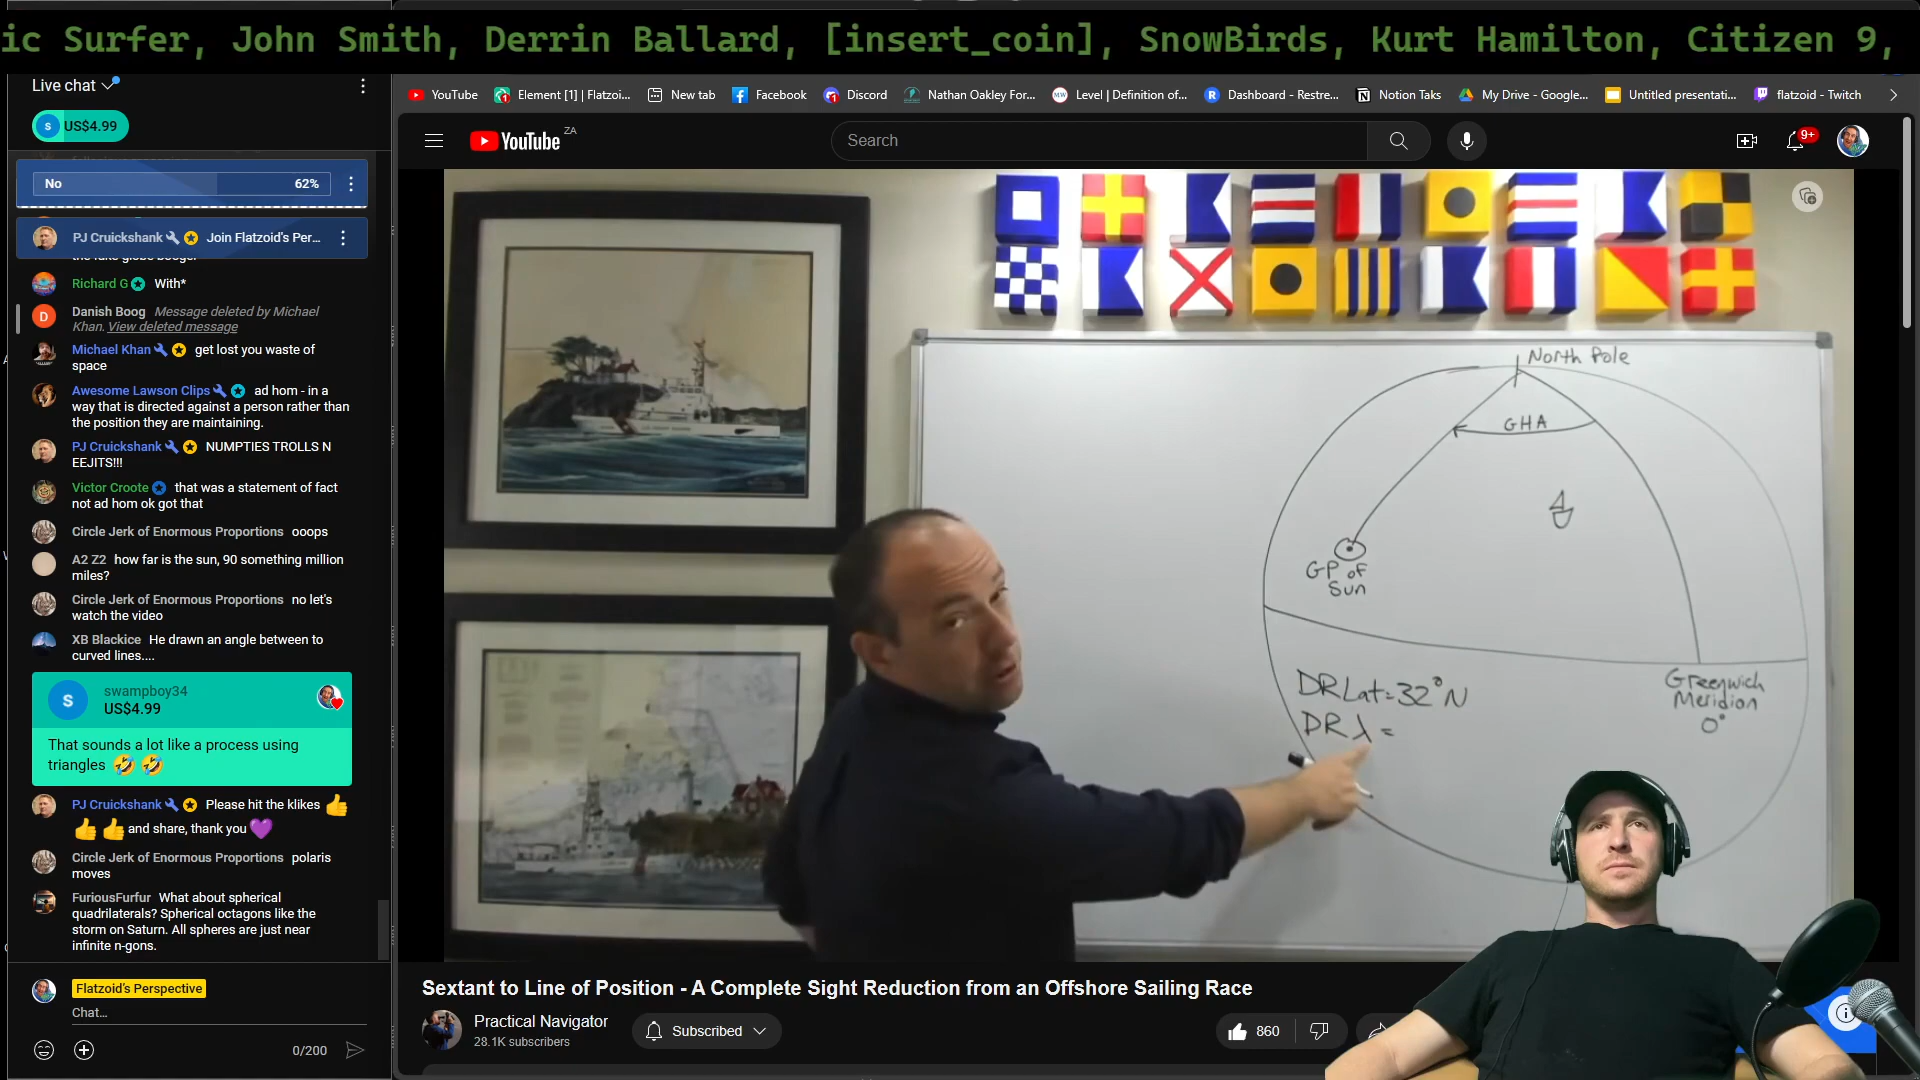 ic Surfer, John Smith, Derrin Ballard, [insert_coin], SnowBirds, Kurt Hamilton, Citizen 9,
Live chat
S US$4.99
No 62%
PJ Cruickshank Join Flatzoid's Per...
Richard G With*
D Danish Boog Message deleted by Michael
Khan. View deleted message
Michael Khan get lost you waste of
space
Awesome Lawson Clips ad hom - in a
way that is directed against a person rather than
the position they are maintaining.
PJ Cruickshank NUMPTIES TROLLS N
EEJITS!!!
Victor Croote that was a statement of fact
not ad hom ok got that
Circle Jerk of Enormous Proportions ooops
A2 Z2 how far is the sun, 90 something million
miles?
Circle Jerk of Enormous Proportions no let's
watch the video
XB Blackice He drawn an angle between to
curved lines....
S swampboy34
US$4.99
That sounds a lot like a process using
triangles
PJ Cruickshank Please hit the klikes
and share, thank you
Circle Jerk of Enormous Proportions polaris
moves
FuriousFurfur What about spherical
quadrilaterals? Spherical octagons like the
storm on Saturn. All spheres are just near
infinite n-gons.
Flatzoid's Perspective
Chat...
0/200
YouTube Element [1] | Flatzoi... New tab Facebook Discord Nathan Oakley For... Level | Definition of... Dashboard - Restre... Notion Taks My Drive - Google... Untitled presentati... flatzoid - Twitch
YouTube ZA
Search
9+
North Pole
GHA
GP of
Sun
DR Lat = 32° N
DR λ =
Greenwich
Meridian
0°
Sextant to Line of Position - A Complete Sight Reduction from an Offshore Sailing Race
Practical Navigator
28.1K subscribers
Subscribed
860